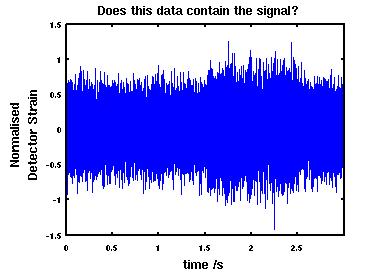 Does this data contain the signal?
1.5
1
0.5
0
-0.5
-1
-1.5
Normalised
Detector Strain
0 0.5 1 1.5 2 2.5
time /s